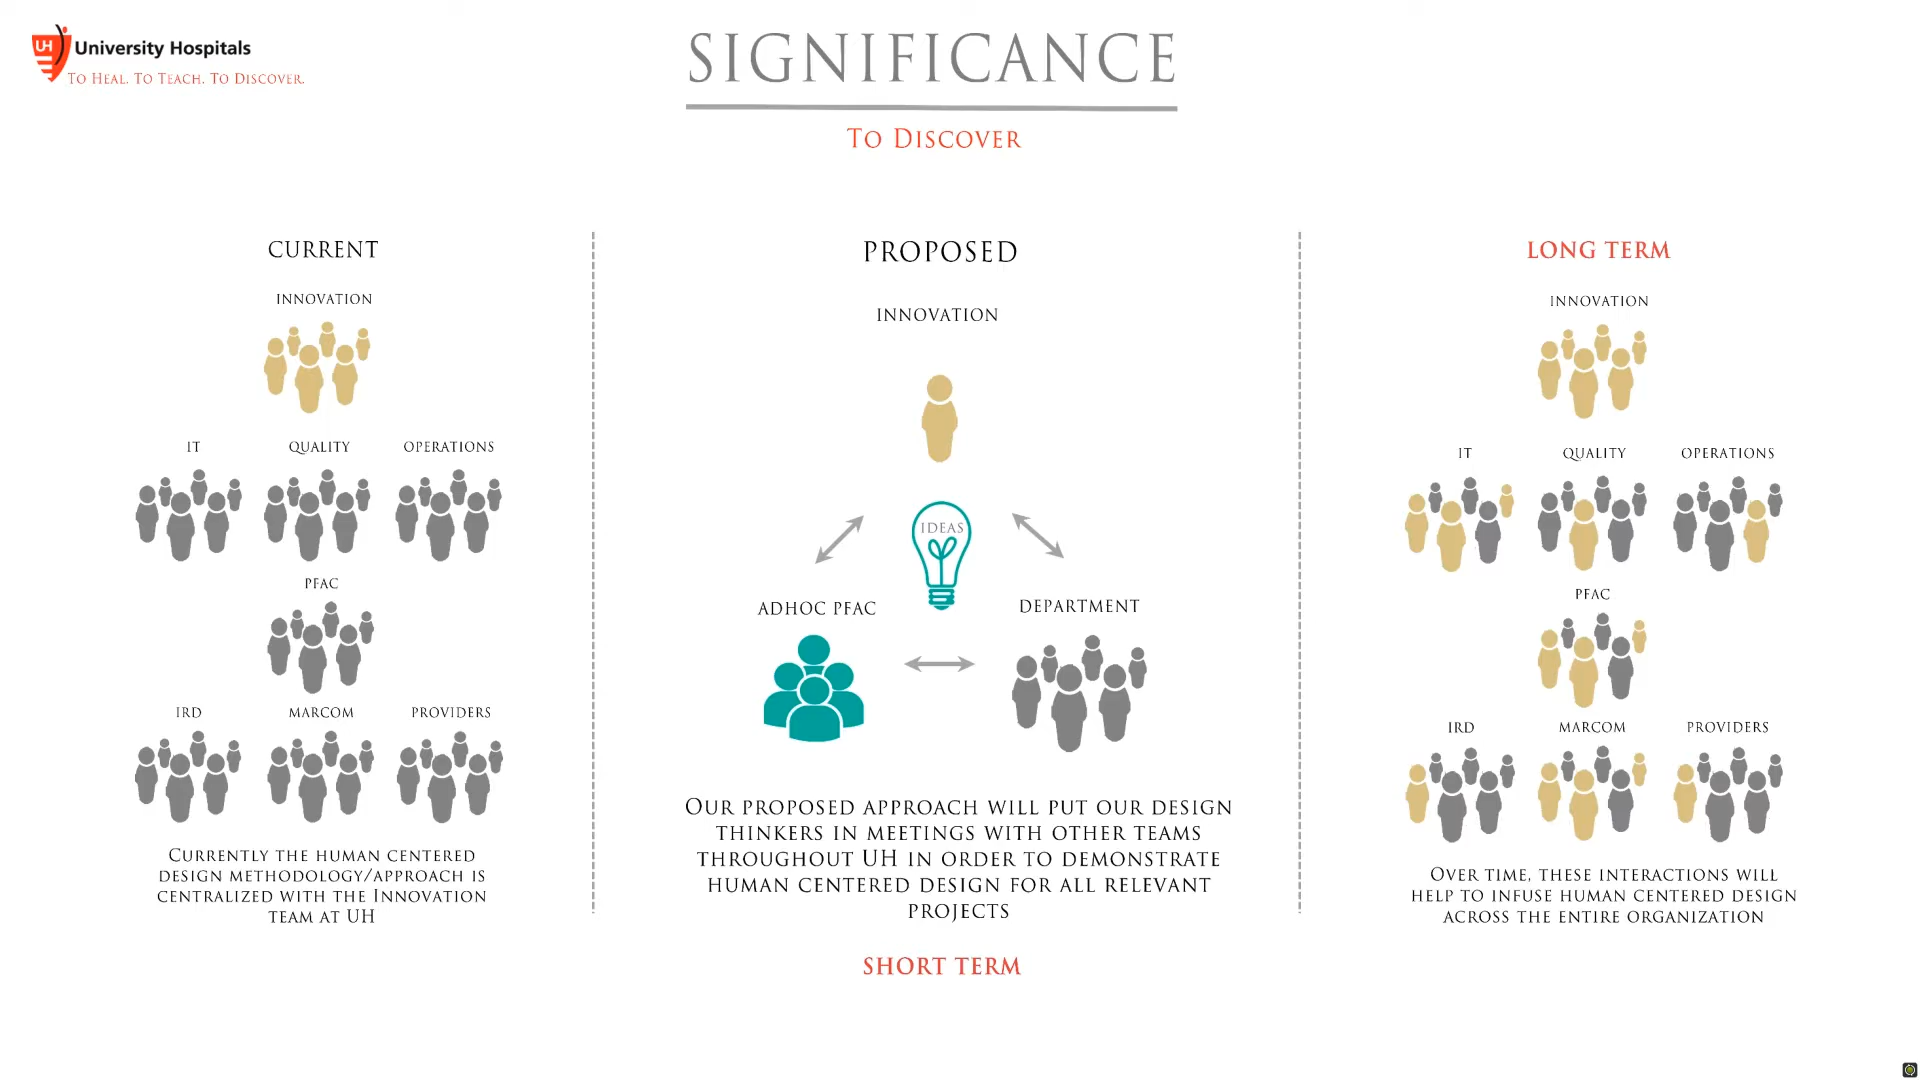 UH University Hospitals
To Heal. To Teach. To Discover.
SIGNIFICANCE
To Discover
CURRENT
INNOVATION
IT QUALITY OPERATIONS
PFAC
IRD MARCOM PROVIDERS
Currently the human centered
design methodology/approach is
centralized with the Innovation
team at UH
PROPOSED
INNOVATION
IDEAS
ADHOC PFAC DEPARTMENT
Our proposed approach will put our design
thinkers in meetings with other teams
throughout UH in order to demonstrate
human centered design for all relevant
projects
SHORT TERM
LONG TERM
INNOVATION
IT QUALITY OPERATIONS
PFAC
IRD MARCOM PROVIDERS
Over time, these interactions will
help to infuse human centered design
across the entire organization